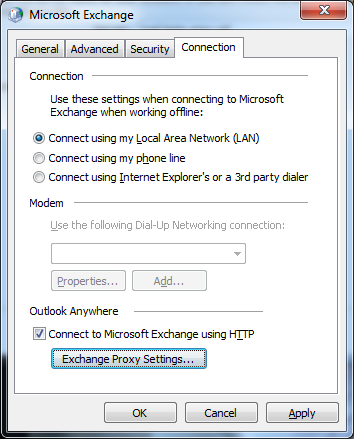 Microsoft Exchange
General Advanced Security Connection
Connection
Use these settings when connecting to Microsoft
Exchange when working offline:
Connect using my Local Area Network (LAN)
Connect using my phone line
Connect using Internet Explorer's or a 3rd party dialer
Modem
Use the following Dial-Up Networking connection:
Properties... Add...
Outlook Anywhere
Connect to Microsoft Exchange using HTTP
Exchange Proxy Settings...
OK Cancel Apply